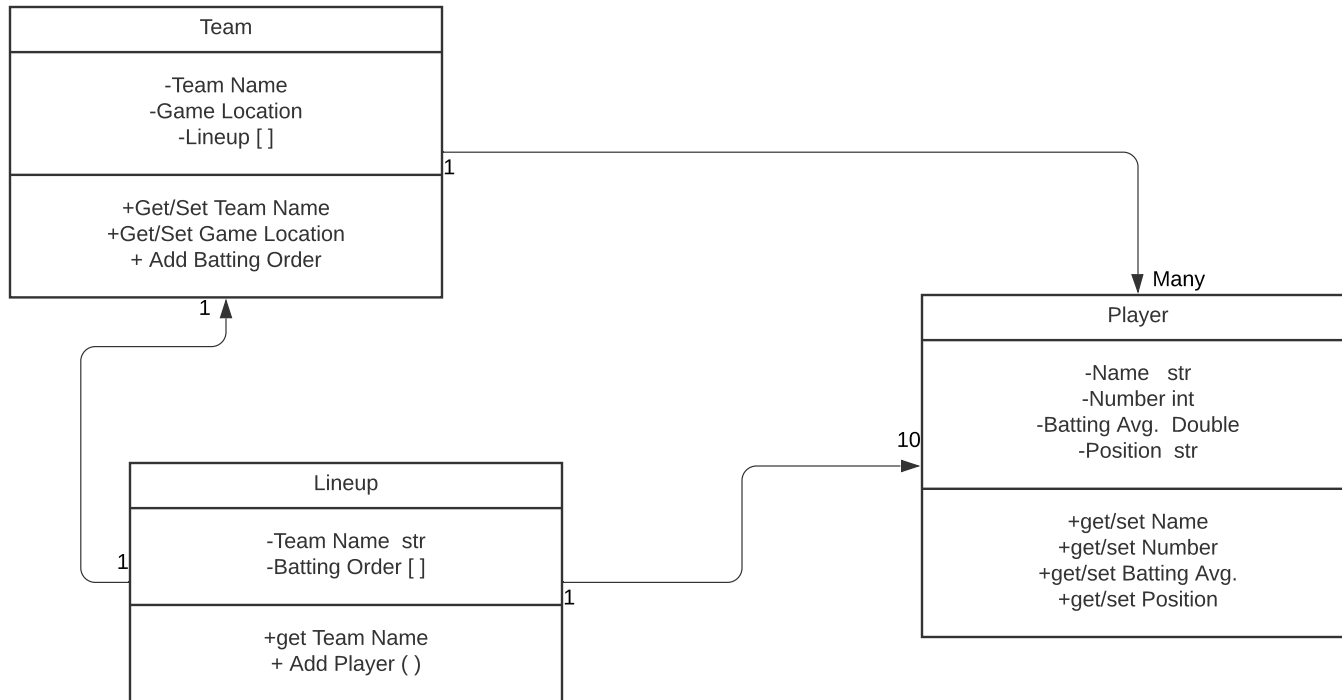 Team
-Team Name
-Game Location
-Lineup [ ]
+Get/Set Team Name
+Get/Set Game Location
+ Add Batting Order
1
1
Many
Player
-Name   str
-Number int
-Batting Avg.  Double
-Position  str
+get/set Name
+get/set Number
+get/set Batting Avg.
+get/set Position
10
Lineup
-Team Name  str
-Batting Order [ ]
+get Team Name
+ Add Player ( )
1
1